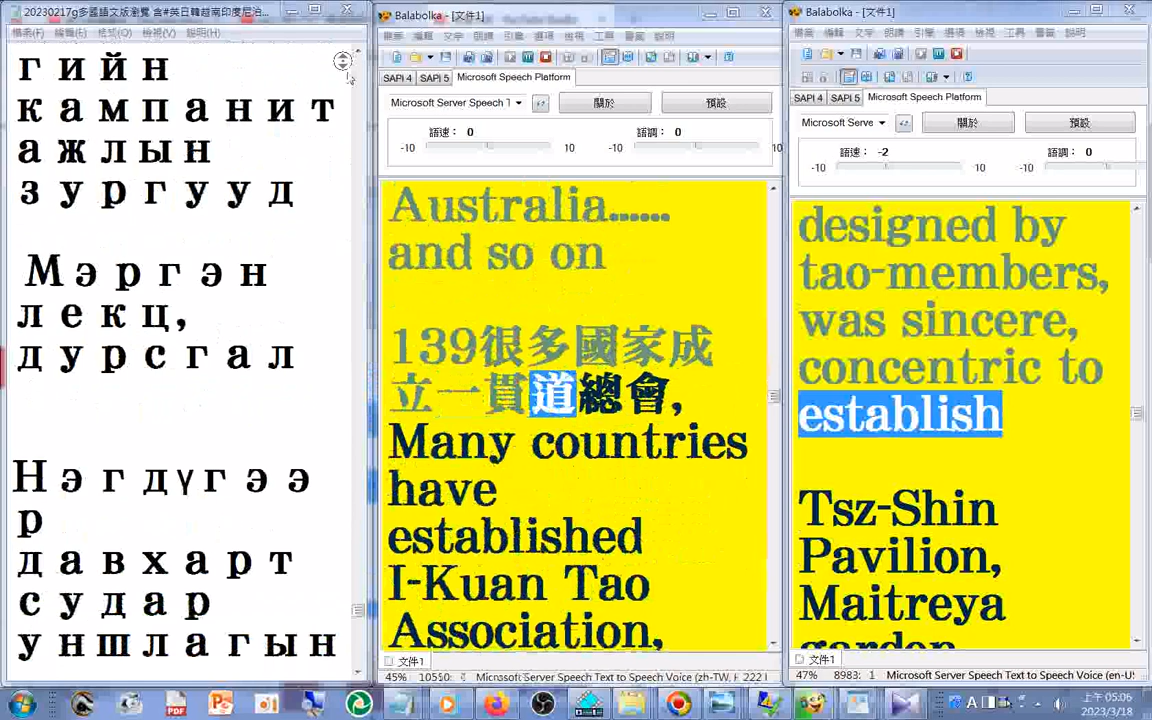 20230217g多國語文版瀏覽 含#英日韓越南印度尼泊...
檔案(F) 編輯(E) 格式(O) 檢視(V) 說明(H)
г и й н
к а м п а н и т
а ж л ы н
з у р г у у д
М э р г э н
л е к ц,
д у р с г а л
Н э г д ү г э э
р
д а в х а р т
с у д а р
у н ш л а г ы н
Balabolka - [文件1]
SAPI 4 SAPI 5 Microsoft Speech Platform
Microsoft Server Speech T
關於
預設
語速： 0
語調： 0
-10 10 -10 10
Australia......
and so on
139很多國家成
立一貫道總會,
Many countries
have
established
I-Kuan Tao
Association,
文件1
45% Microsoft Server Speech Text to Speech Voice (zh-TW,
Balabolka - [文件1]
SAPI 4 SAPI 5 Microsoft Speech Platform
Microsoft Serve
關於
預設
語速： -2
語調： 0
-10 10 -10
designed by
tao-members,
was sincere,
concentric to
establish
Tsz-Shin
Pavilion,
Maitreya
garden
文件1
47% 8983: 1 Microsoft Server Speech Text to Speech Voice (en-U
上午 05:06
2023/3/18